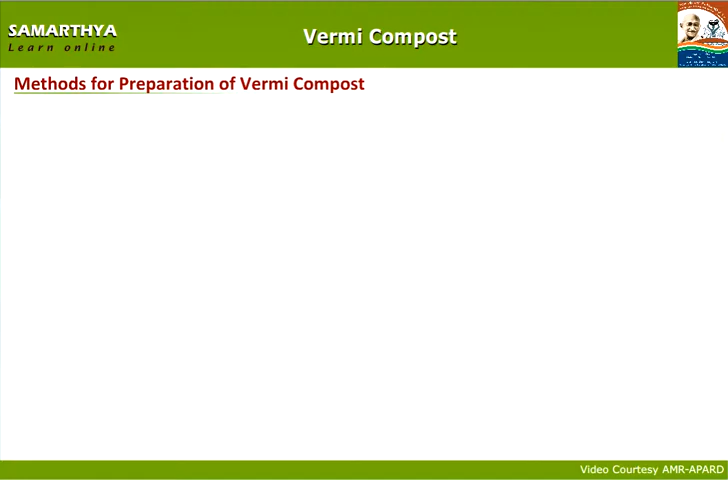 SAMARTHYA
Learn online
Vermi Compost
Methods for Preparation of Vermi Compost
Video Courtesy AMR-APARD